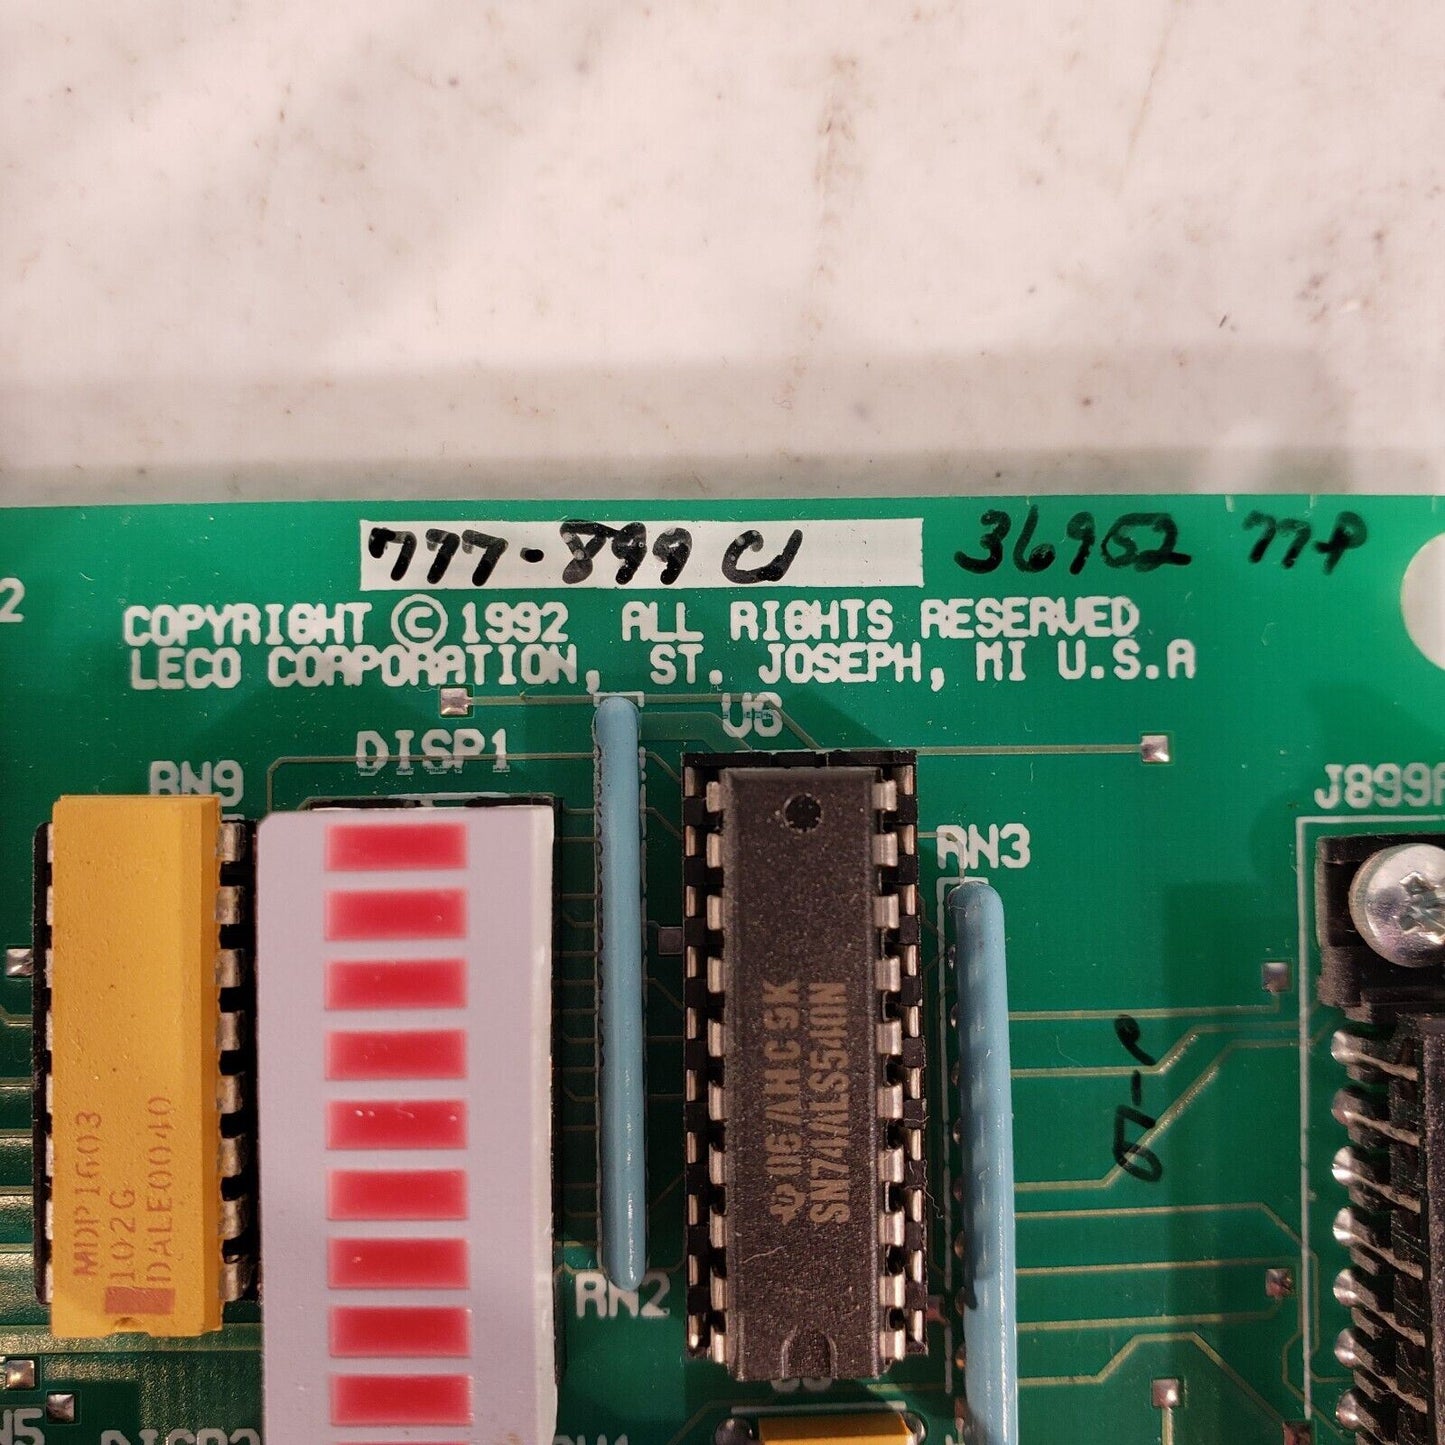 777-899 C1
36952 77P
2
COPYRIGHT © 1992 ALL RIGHTS RESERVED
LECO CORPORATION, ST. JOSEPH, MI U.S.A
U6
DISP1
RN9
J899A
RN3
MDP1603
102G
DALE0040
06AHC9K
SN74ALS540N
RN2
N5